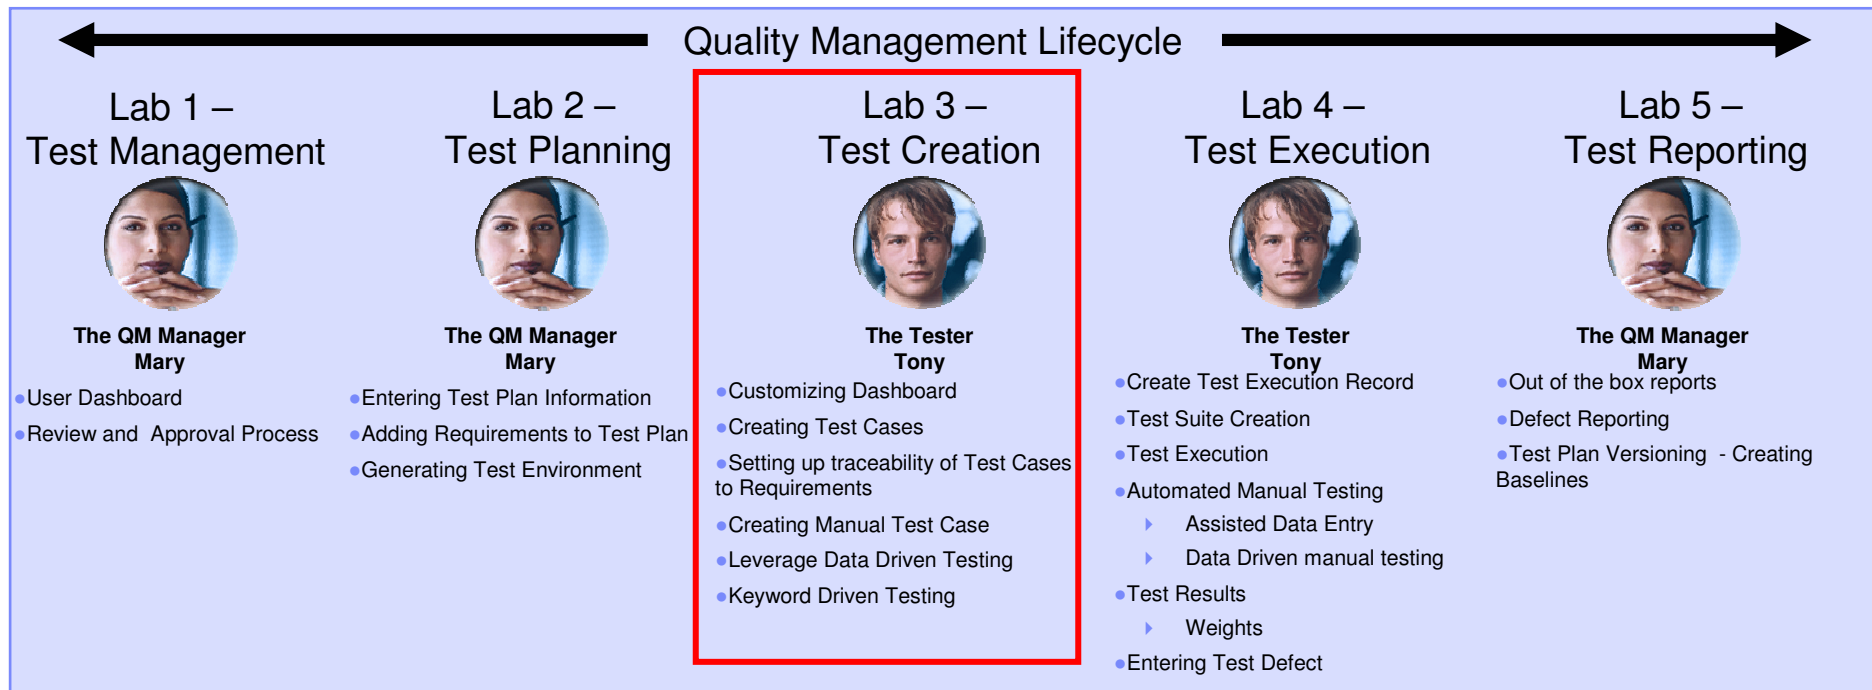 Quality Management Lifecycle
Lab 1 –
Test Management
The QM Manager
Mary
●User Dashboard
●Review and Approval Process
Lab 2 –
Test Planning
The QM Manager
Mary
●Entering Test Plan Information
●Adding Requirements to Test Plan
●Generating Test Environment
Lab 3 –
Test Creation
The Tester
Tony
●Customizing Dashboard
●Creating Test Cases
●Setting up traceability of Test Cases
to Requirements
●Creating Manual Test Case
●Leverage Data Driven Testing
●Keyword Driven Testing
Lab 4 –
Test Execution
The Tester
Tony
●Create Test Execution Record
●Test Suite Creation
●Test Execution
●Automated Manual Testing
Assisted Data Entry
Data Driven manual testing
●Test Results
Weights
●Entering Test Defect
Lab 5 –
Test Reporting
The QM Manager
Mary
●Out of the box reports
●Defect Reporting
●Test Plan Versioning - Creating
Baselines